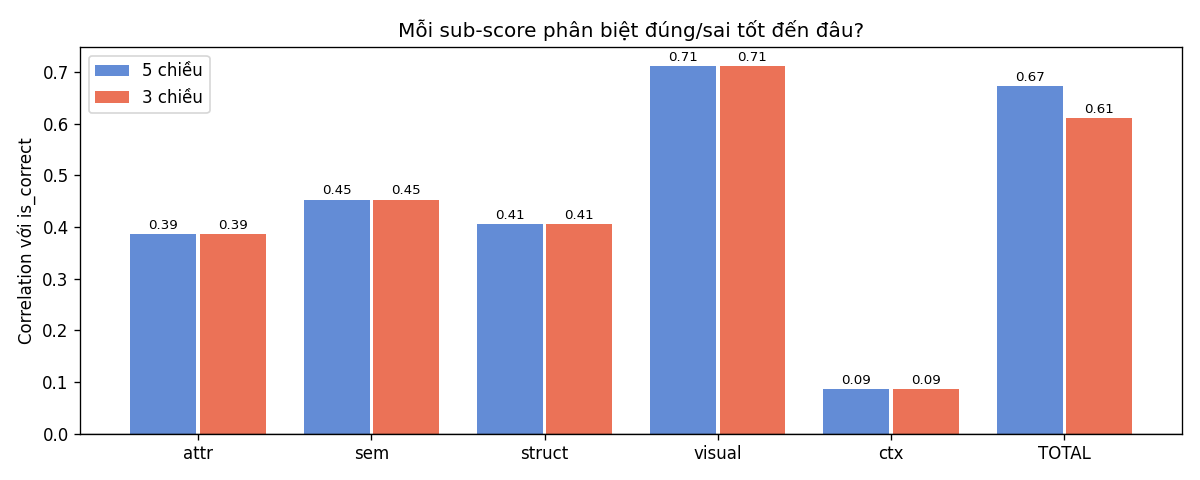 Mỗi sub-score phân biệt đúng/sai tốt đến đâu?
5 chiều
3 chiều
Correlation với is_correct
0.7
0.6
0.5
0.4
0.3
0.2
0.1
0.0
0.39 0.39
0.45 0.45
0.41 0.41
0.71 0.71
0.09 0.09
0.67 0.61
attr sem struct visual ctx TOTAL